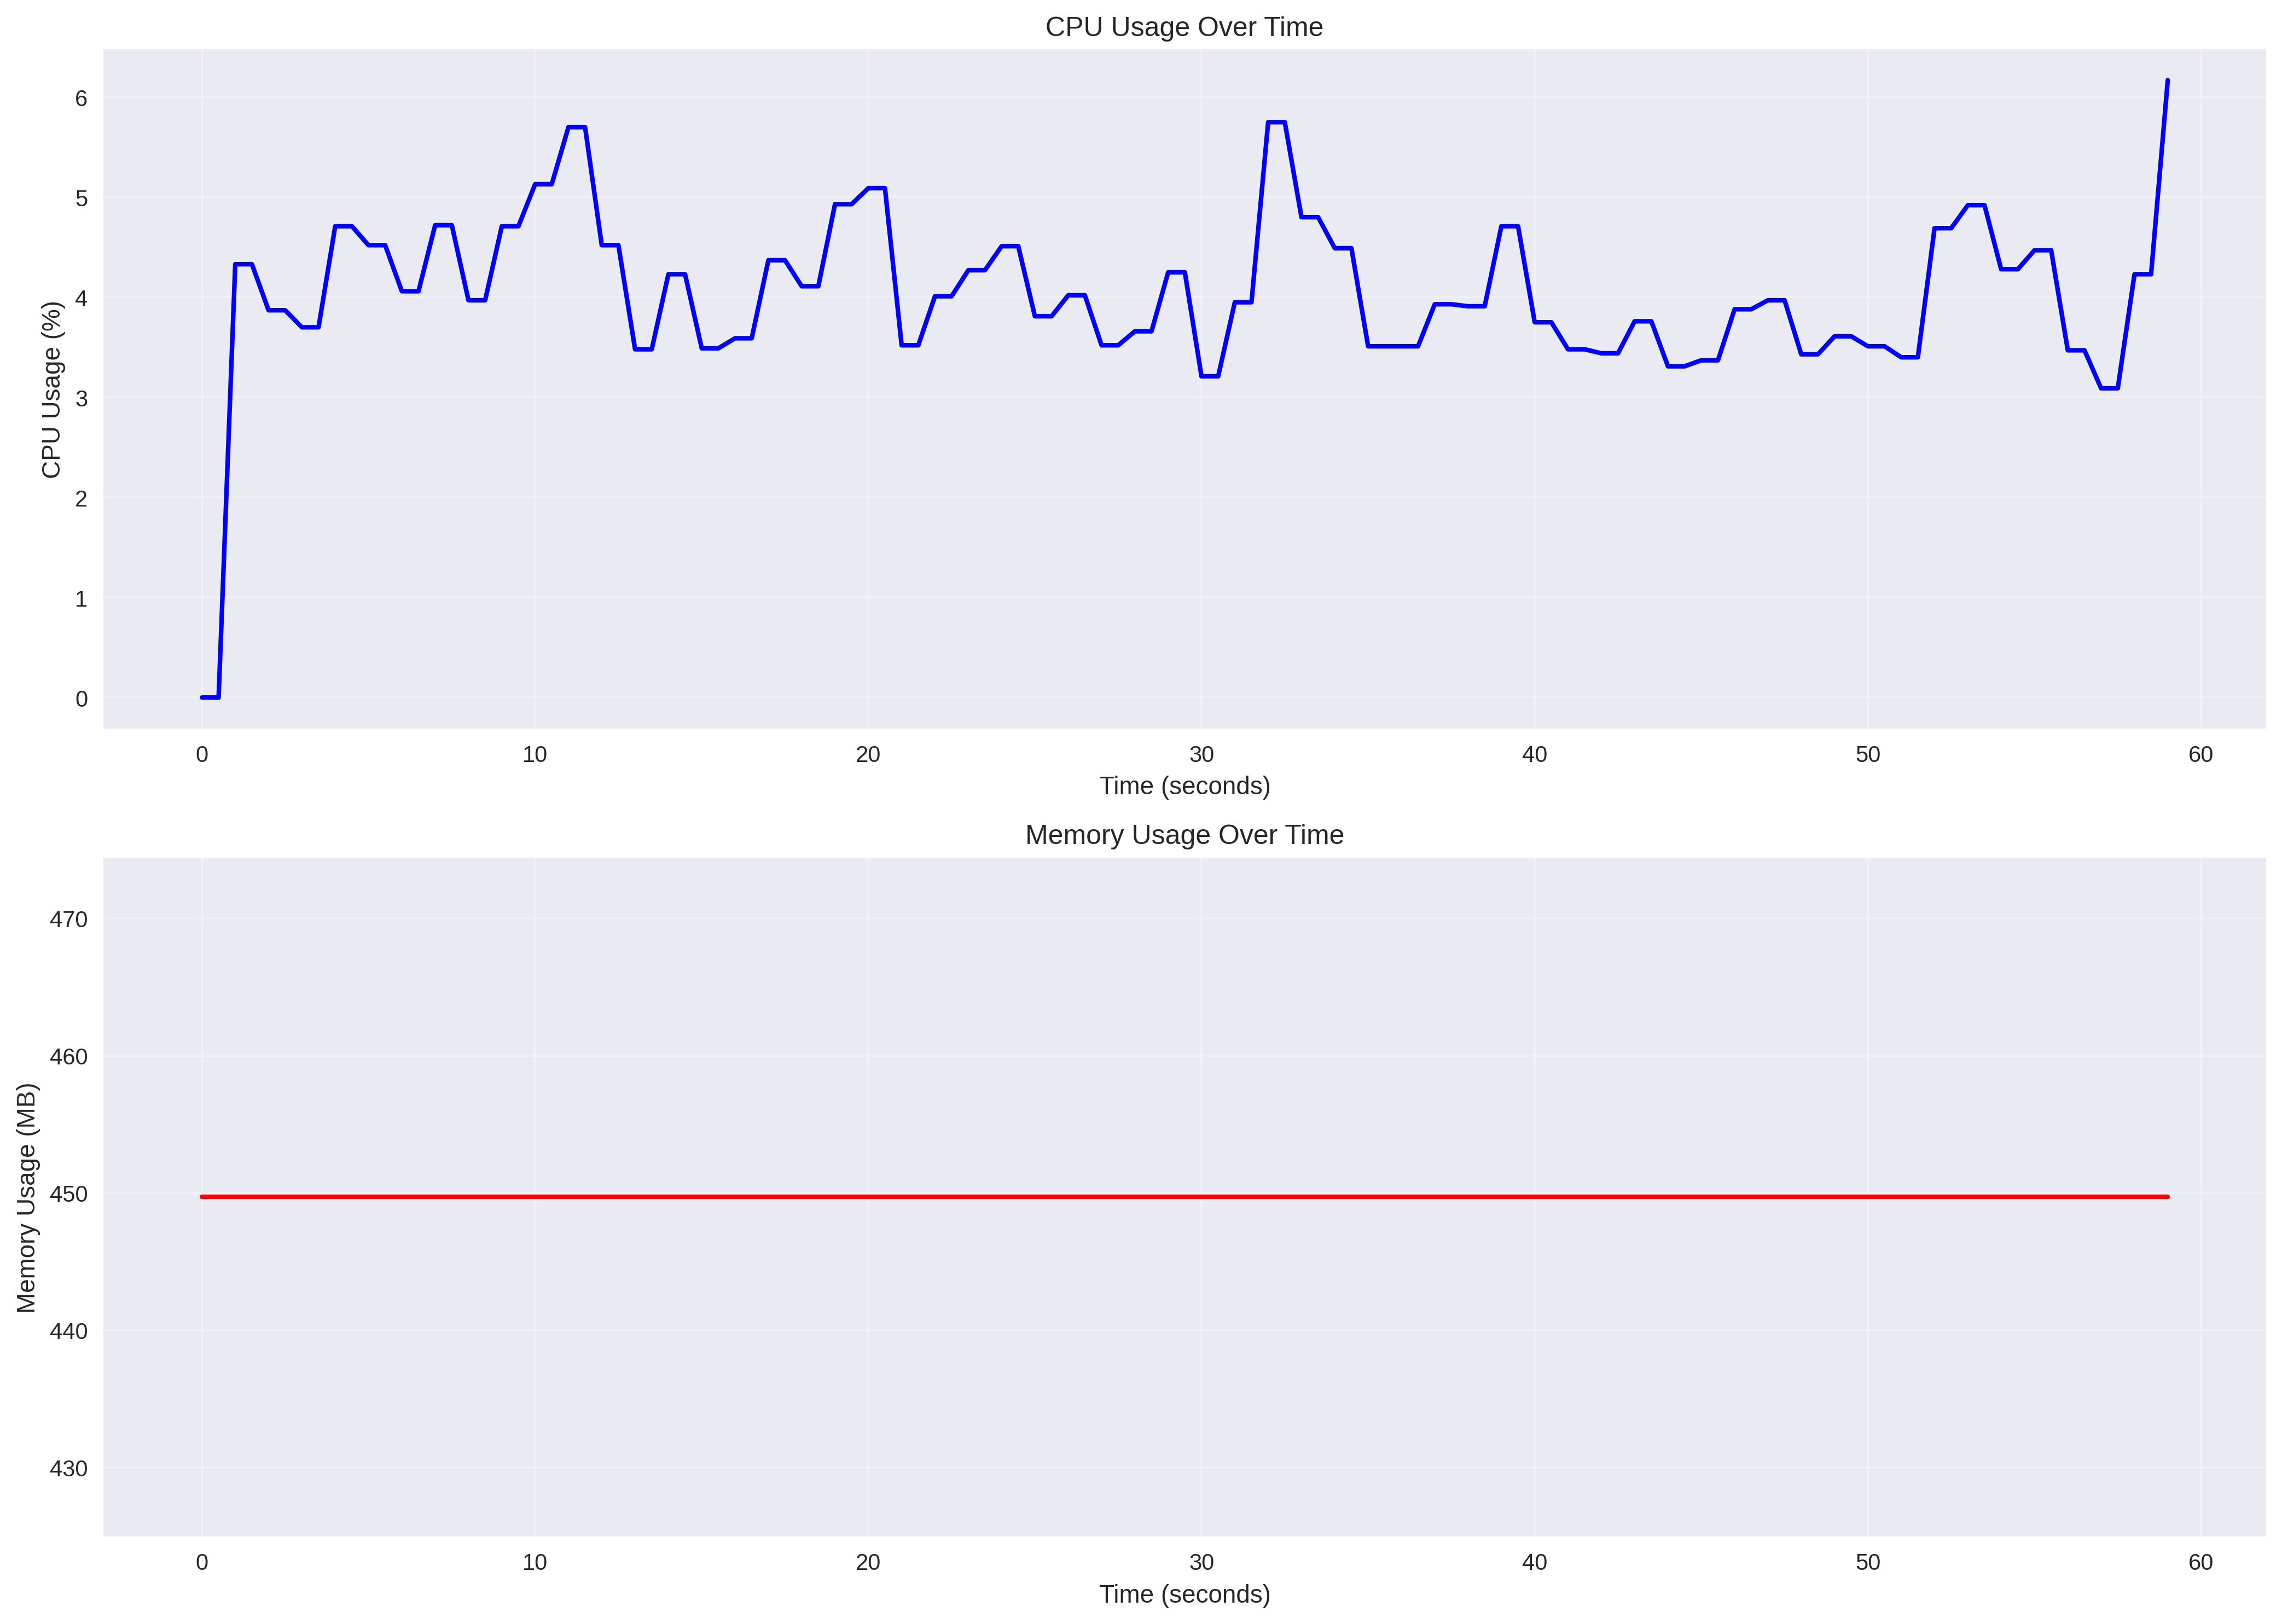 CPU Usage Over Time
CPU Usage (%)
6
5
4
3
2
1
0
0 10 20 30 40 50 60
Time (seconds)
Memory Usage Over Time
Memory Usage (MB)
470
460
450
440
430
0 10 20 30 40 50 60
Time (seconds)